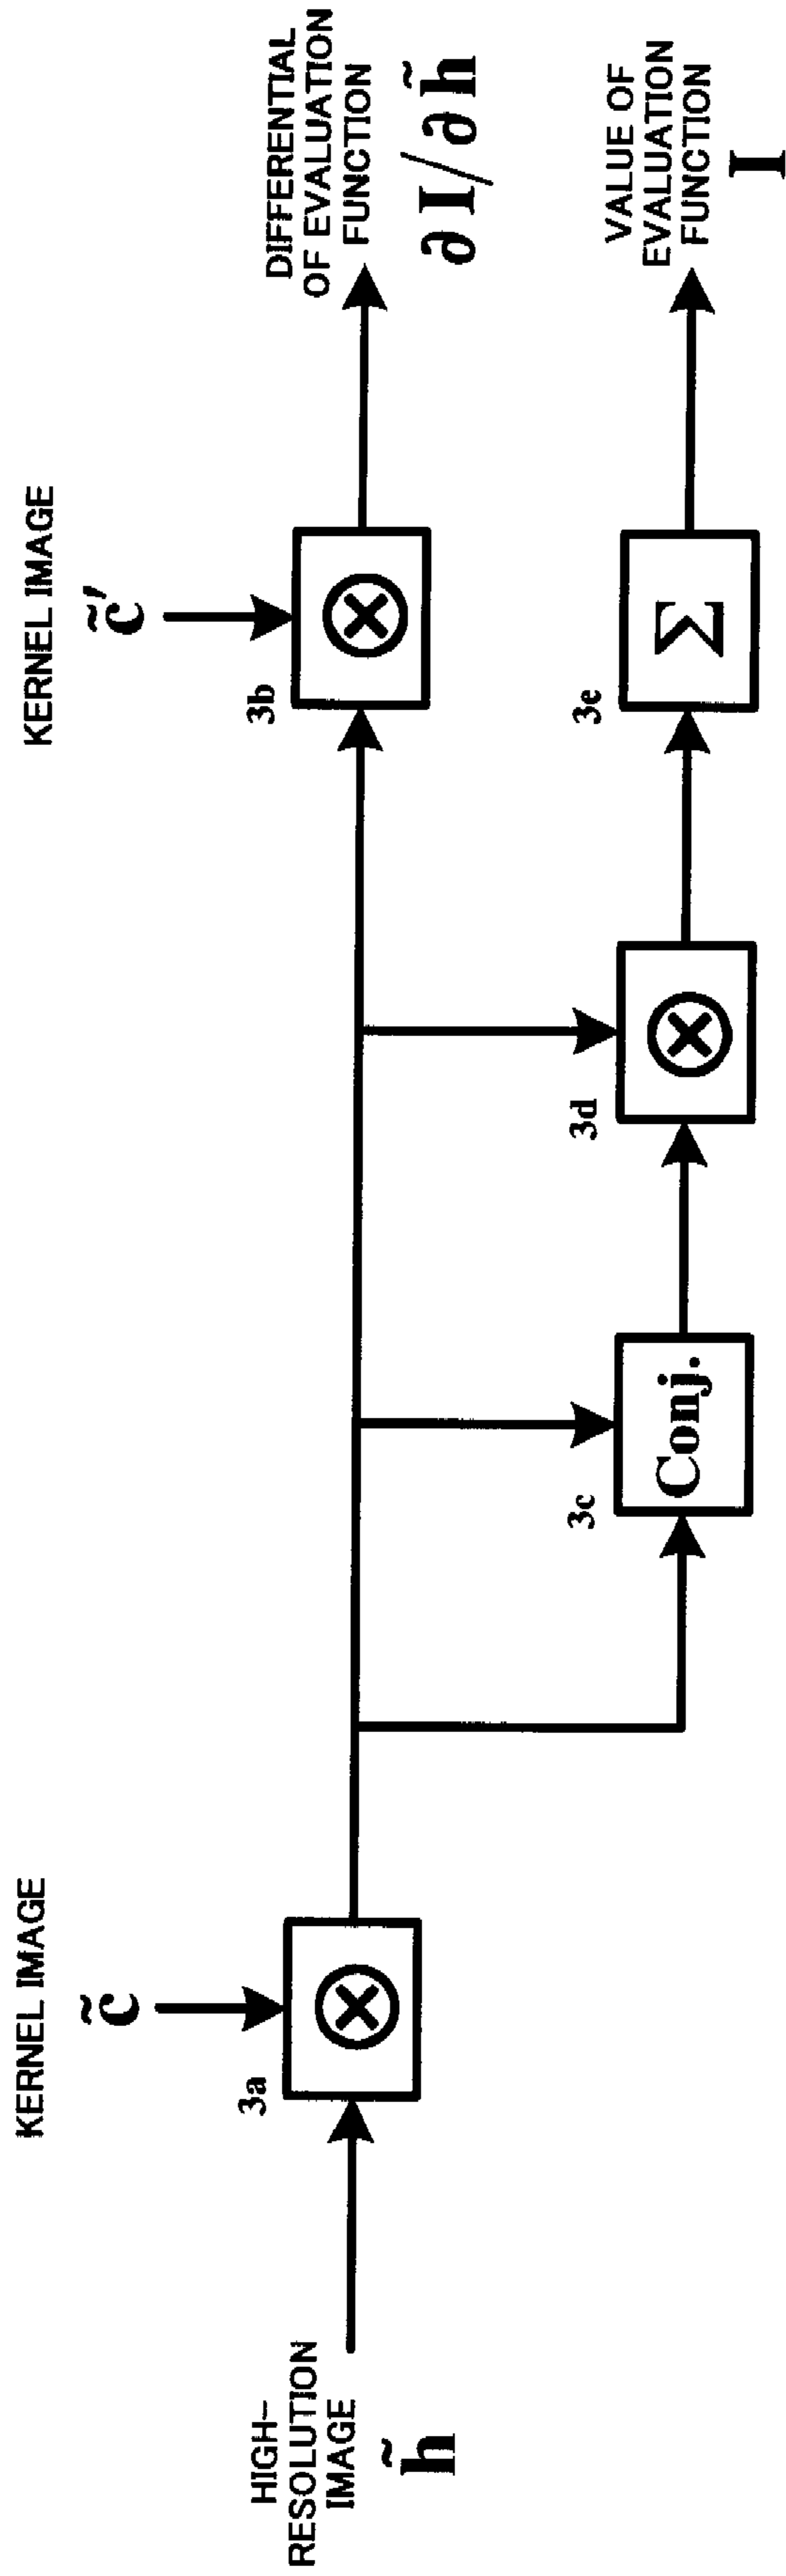 HIGH-
RESOLUTION
IMAGE
h̃
KERNEL IMAGE
c̃
3a
⊗
3c
Conj.
3d
⊗
KERNEL IMAGE
c̃′
3b
⊗
3e
Σ
DIFFERENTIAL
OF EVALUATION
FUNCTION
∂I/∂h̃
VALUE OF
EVALUATION
FUNCTION
I